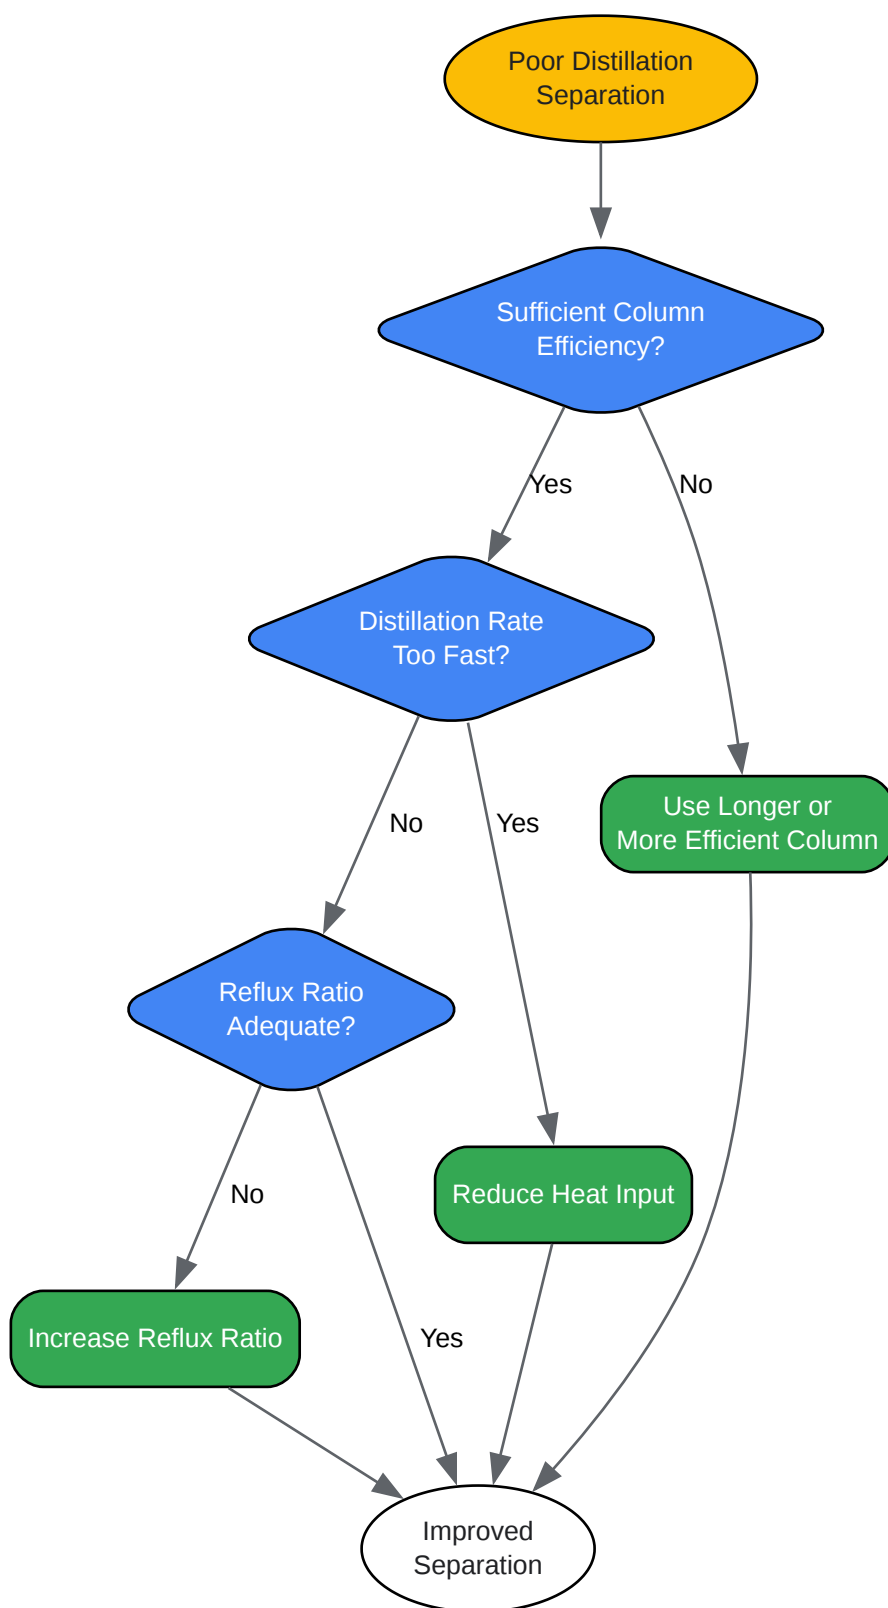 Poor Distillation
Separation
Sufficient Column
Efficiency?
Yes
No
Distillation Rate
Too Fast?
Use Longer or
More Efficient Column
No
Yes
Reflux Ratio
Adequate?
No
Reduce Heat Input
Increase Reflux Ratio
Yes
Improved
Separation